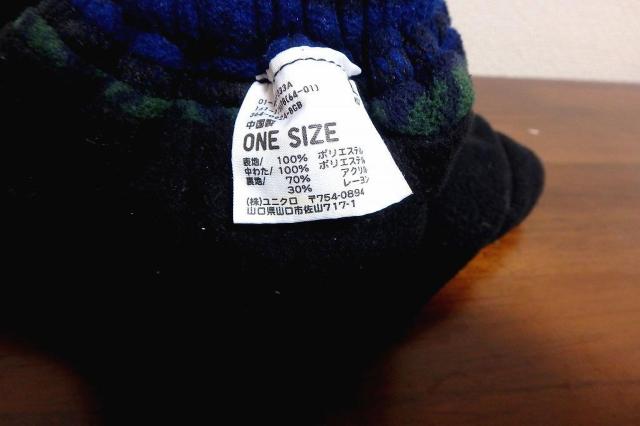 中国製
ONE SIZE
表地/ 100% ポリエステル
中わた/ 100% ポリエステル
裏地/ 70% アクリル
30% レーヨン
(株)ユニクロ 〒754-0894
山口県山口市佐山717-1